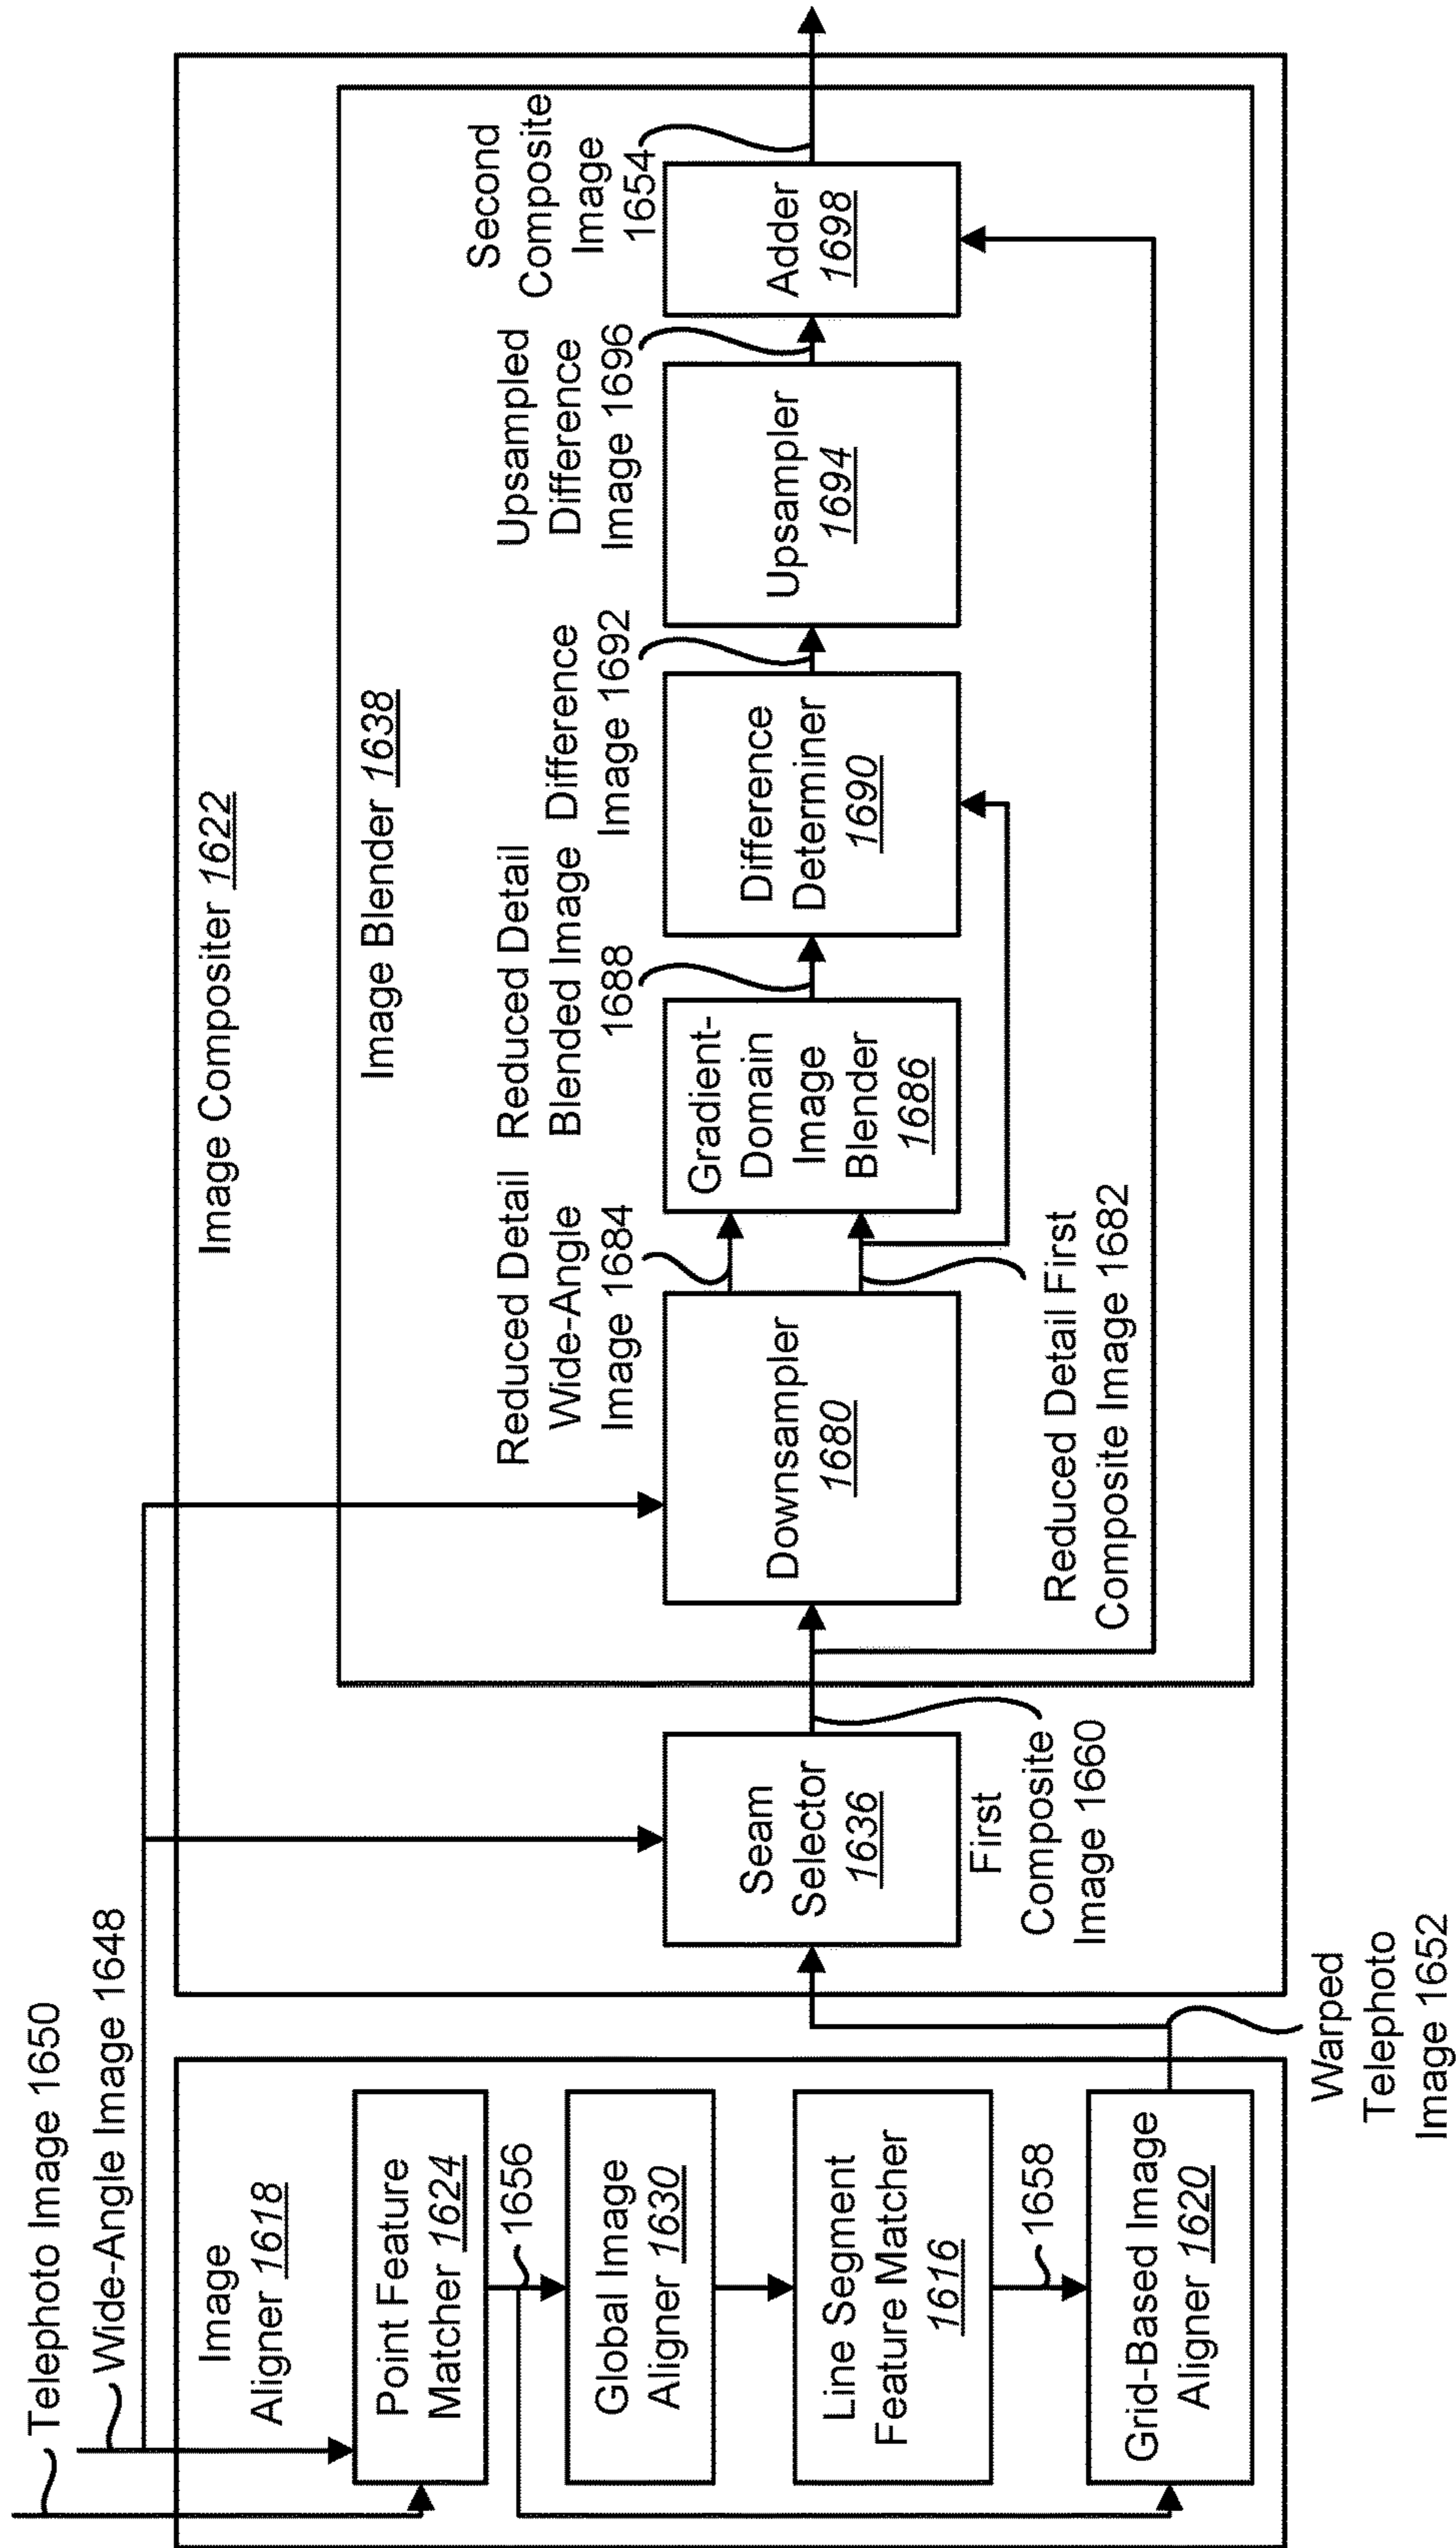 Telephoto Image 1650
Wide-Angle Image 1648
Image
Aligner 1618
Point Feature
Matcher 1624
1656
Global Image
Aligner 1630
Line Segment
Feature Matcher
1616
1658
Grid-Based Image
Aligner 1620
Warped
Telephoto
Image 1652
Image Compositer 1622
Seam
Selector
1636
First
Composite
Image 1660
Image Blender 1638
Downsampler
1680
Reduced Detail
Wide-Angle
Image 1684
Reduced Detail First
Composite Image 1682
Gradient-
Domain
Image
Blender
1686
Reduced Detail
Blended Image
1688
Difference
Determiner
1690
Difference
Image 1692
Upsampler
1694
Upsampled
Difference
Image 1696
Adder
1698
Second
Composite
Image
1654